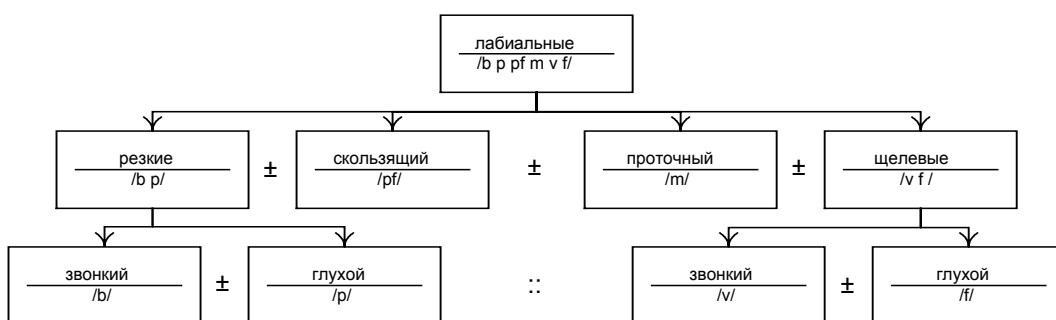 лабиальные
/b p pf m v f/
резкие ± скользящий ± проточный ± щелевые
/b p/ /pf/ /m/ /v f /
звонкий ± глухой :: звонкий ± глухой
/b/ /p/ /v/ /f/